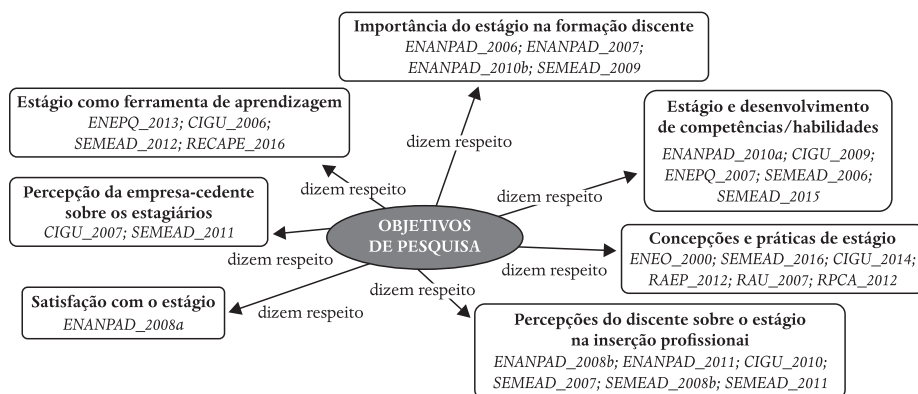 Importância do estágio na formação discente
ENANPAD_2006; ENANPAD_2007;
ENANPAD_2010b; SEMEAD_2009
Estágio como ferramenta de aprendizagem
ENEPQ_2013; CIGU_2006;
SEMEAD_2012; RECAPE_2016
Estágio e desenvolvimento
de competências/habilidades
ENANPAD_2010a; CIGU_2009;
ENEPQ_2007; SEMEAD_2006;
SEMEAD_2015
dizem respeito
dizem respeito
dizem respeito
Percepção da empresa-cedente
sobre os estagiários
CIGU_2007; SEMEAD_2011
OBJETIVOS
DE PESQUISA
Concepções e práticas de estágio
ENEO_2000; SEMEAD_2016; CIGU_2014;
RAEP_2012; RAU_2007; RPCA_2012
dizem respeito
dizem respeito
dizem respeito
dizem respeito
Satisfação com o estágio
ENANPAD_2008a
Percepções do discente sobre o estágio
na inserção profissionai
ENANPAD_2008b; ENANPAD_2011; CIGU_2010;
SEMEAD_2007; SEMEAD_2008b; SEMEAD_2011